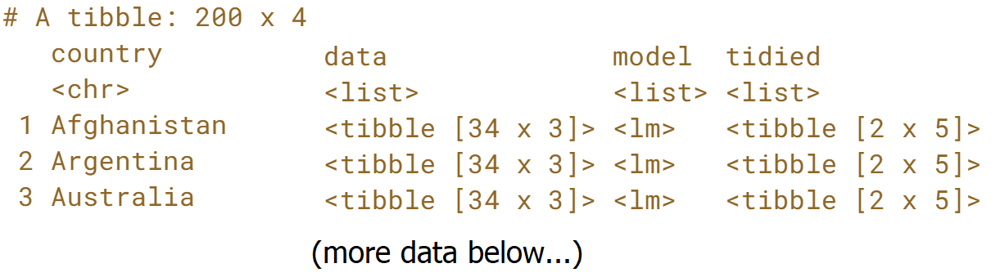 # A tibble: 200 x 4
country data model tidied
<chr> <list> <list> <list>
1 Afghanistan <tibble [34 x 3]> <lm> <tibble [2 x 5]>
2 Argentina <tibble [34 x 3]> <lm> <tibble [2 x 5]>
3 Australia <tibble [34 x 3]> <lm> <tibble [2 x 5]>
(more data below...)